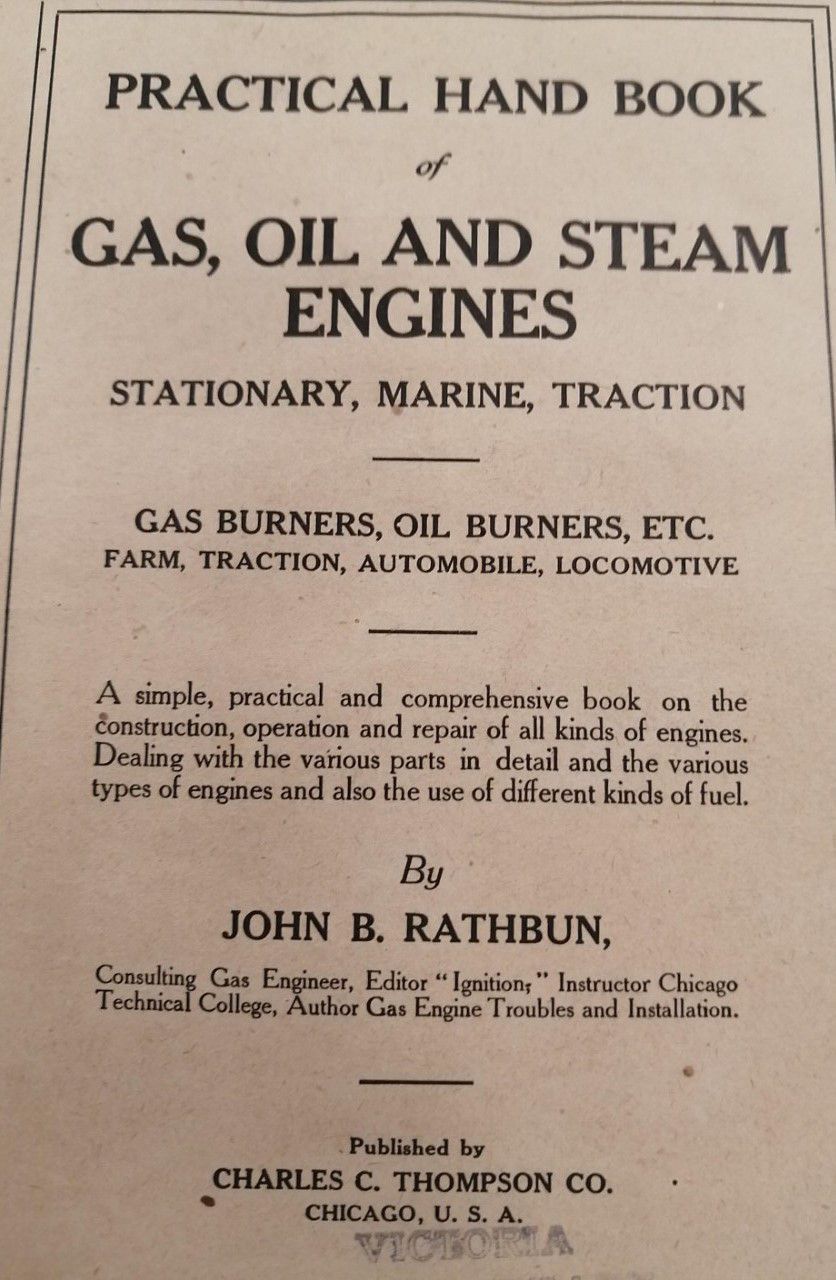 PRACTICAL HAND BOOK
of
GAS, OIL AND STEAM
ENGINES
STATIONARY, MARINE, TRACTION
GAS BURNERS, OIL BURNERS, ETC.
FARM, TRACTION, AUTOMOBILE, LOCOMOTIVE
A simple, practical and comprehensive book on the
construction, operation and repair of all kinds of engines.
Dealing with the various parts in detail and the various
types of engines and also the use of different kinds of fuel.
By
JOHN B. RATHBUN,
Consulting Gas Engineer, Editor “Ignition,” Instructor Chicago
Technical College, Author Gas Engine Troubles and Installation.
Published by
CHARLES C. THOMPSON CO.
CHICAGO, U. S. A.
VICTORIA